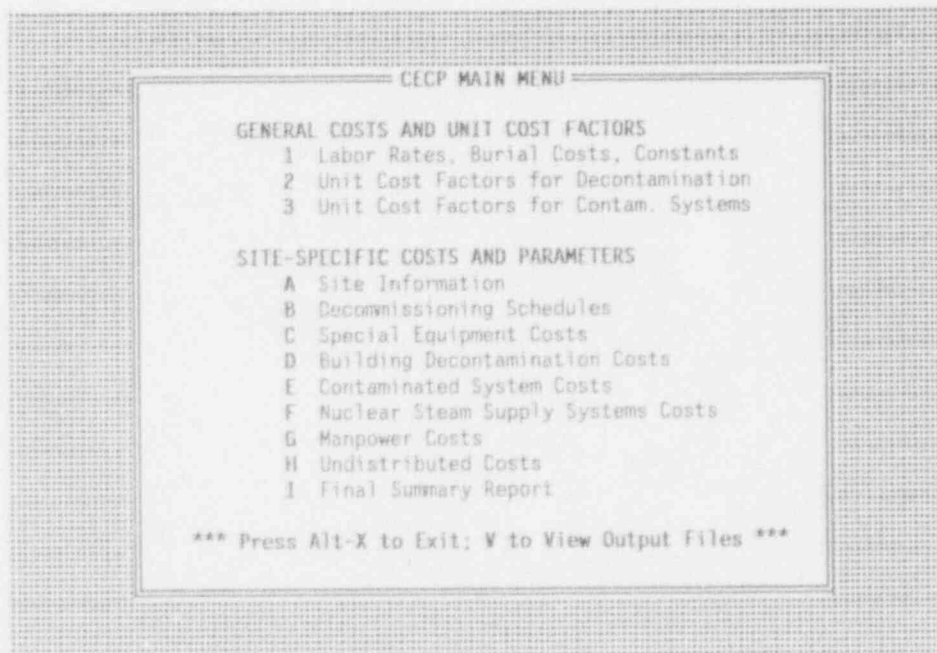 CECP MAIN MENU
GENERAL COSTS AND UNIT COST FACTORS
1 Labor Rates, Burial Costs, Constants
2 Unit Cost Factors for Decontamination
3 Unit Cost Factors for Contam. Systems
SITE-SPECIFIC COSTS AND PARAMETERS
A Site Information
B Decommissioning Schedules
C Special Equipment Costs
D Building Decontamination Costs
E Contaminated System Costs
F Nuclear Steam Supply Systems Costs
G Manpower Costs
H Undistributed Costs
I Final Summary Report
*** Press Alt-X to Exit; V to View Output Files ***